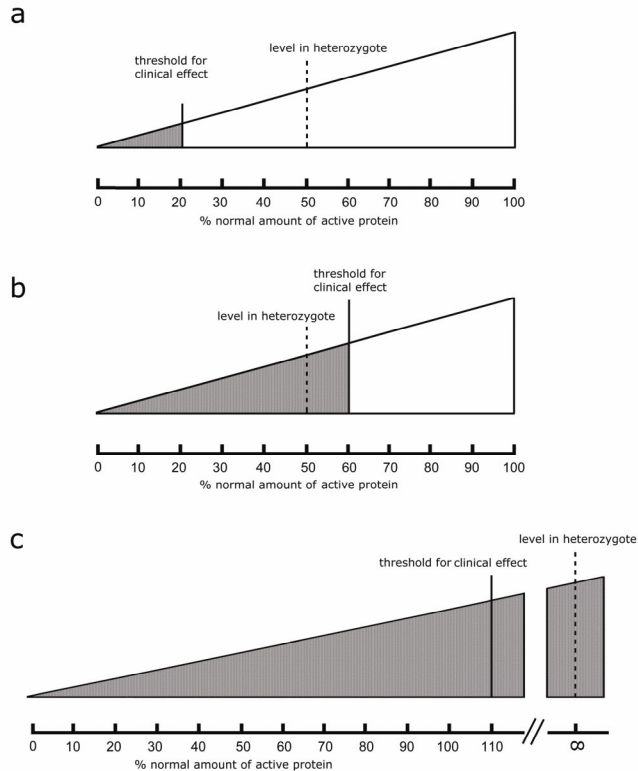 a
level in heterozygote
threshold for
clinical effect
0 10 20 30 40 50 60 70 80 90 100
% normal amount of active protein
b
threshold for
clinical effect
level in heterozygote
0 10 20 30 40 50 60 70 80 90 100
% normal amount of active protein
c
level in heterozygote
threshold for clinical effect
0 10 20 30 40 50 60 70 80 90 100 110 // ∞
% normal amount of active protein